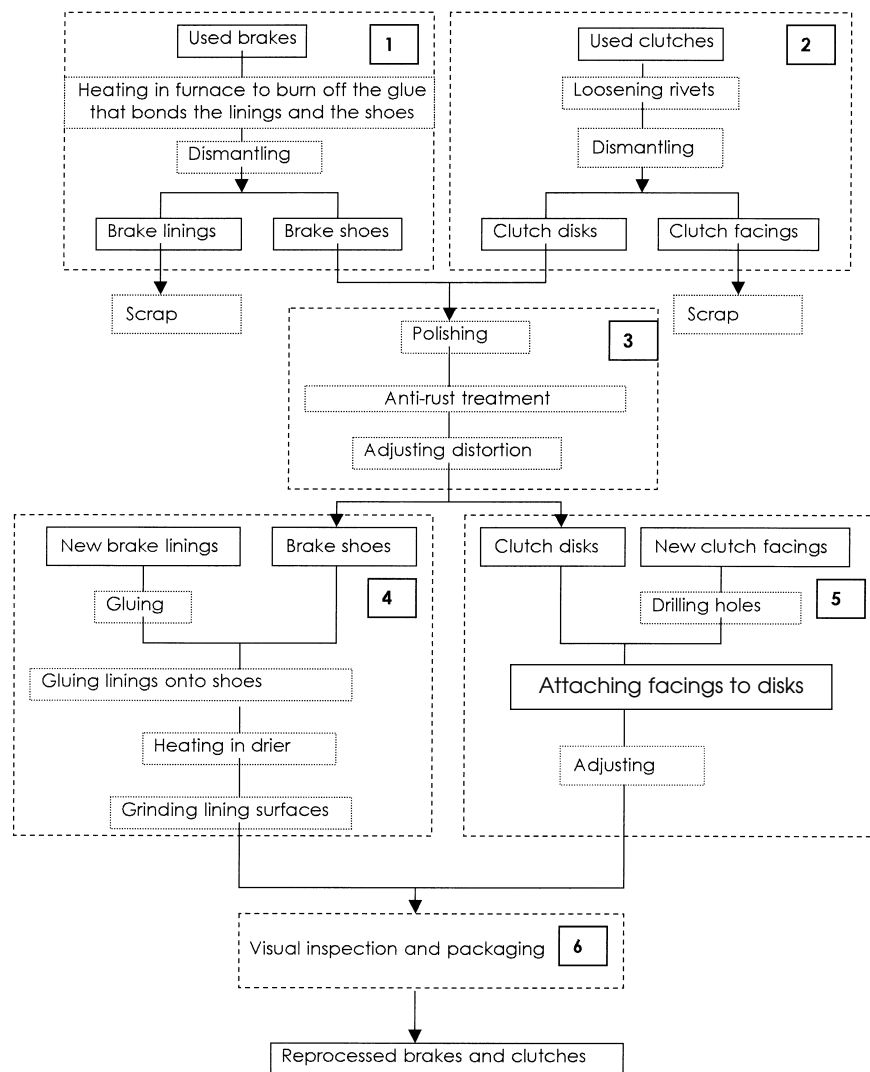 Used brakes
1
Heating in furnace to burn off the glue
that bonds the linings and the shoes
Dismantling
Brake linings
Brake shoes
Scrap
Used clutches
2
Loosening rivets
Dismantling
Clutch disks
Clutch facings
Scrap
Polishing
3
Anti-rust treatment
Adjusting distortion
New brake linings
Brake shoes
4
Gluing
Gluing linings onto shoes
Heating in drier
Grinding lining surfaces
Clutch disks
New clutch facings
Drilling holes
5
Attaching facings to disks
Adjusting
Visual inspection and packaging
6
Reprocessed brakes and clutches